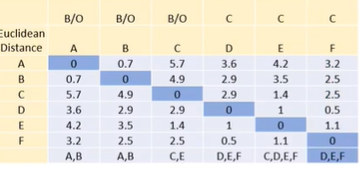 B/O B/O B/O C C C
Euclidean
Distance A B C D E F
A 0 0.7 5.7 3.6 4.2 3.2
B 0.7 0 4.9 2.9 3.5 2.5
C 5.7 4.9 0 2.9 1.4 2.5
D 3.6 2.9 2.9 0 1 0.5
E 4.2 3.5 1.4 1 0 1.1
F 3.2 2.5 2.5 0.5 1.1 0
A,B A,B C,E D,E,F C,D,E,F D,E,F